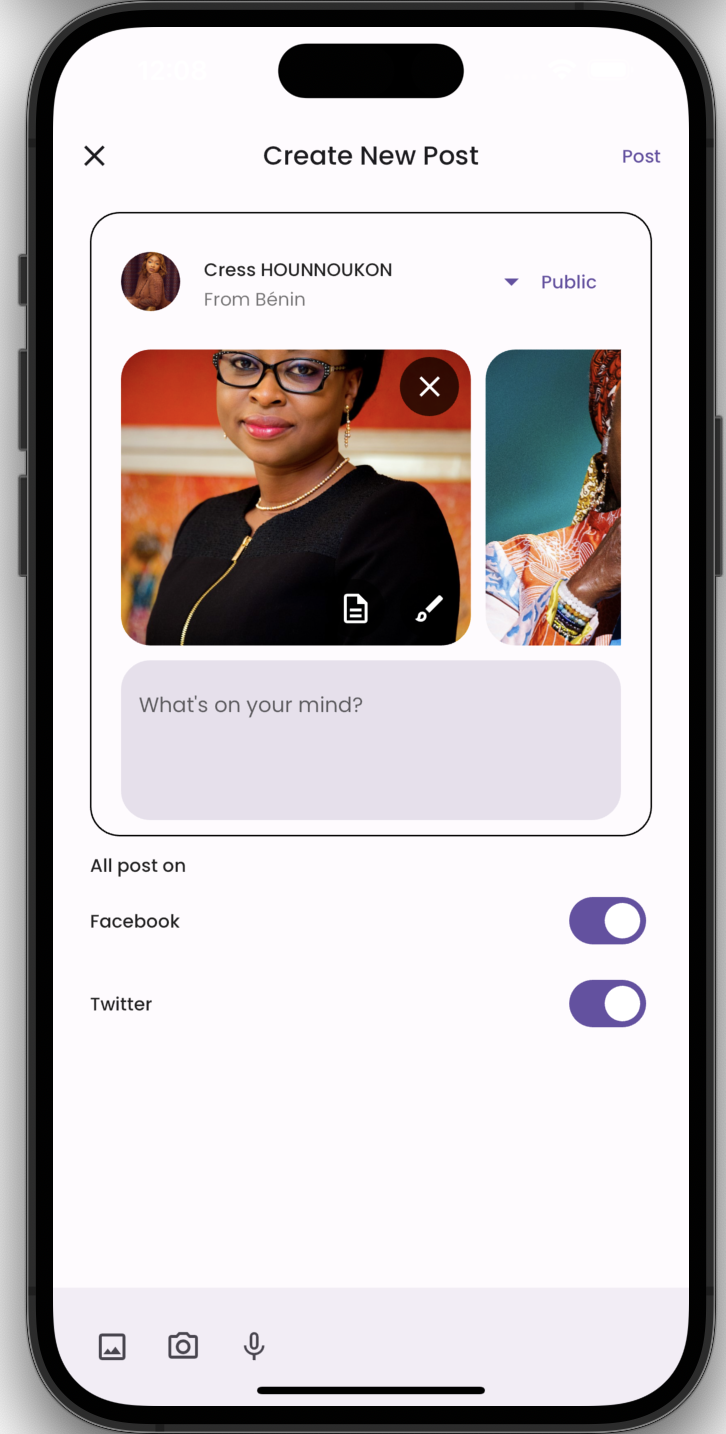 12:08
Create New Post
Post
Cress HOUNNOUKON
From Bénin
Public
What's on your mind?
All post on
Facebook
Twitter